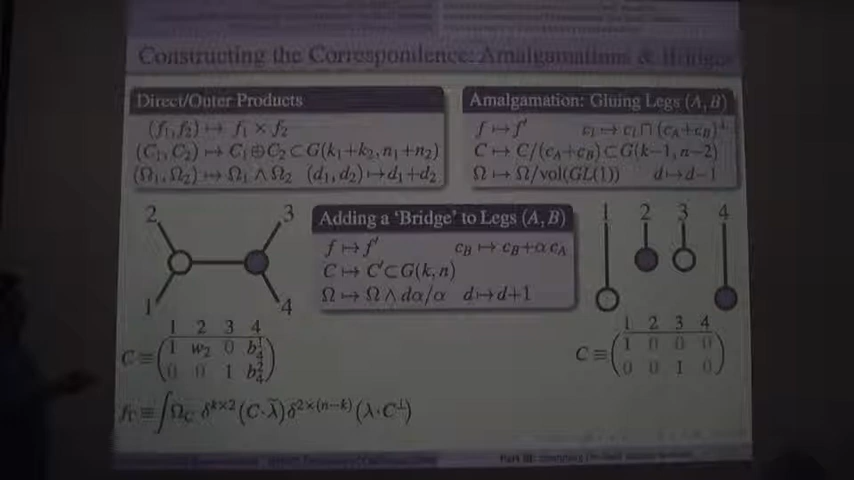 Constructing the Correspondence: Amalgamations & Bridges
Direct/Outer Products
(f₁,f₂) ↦ f₁ × f₂
(C₁,C₂) ↦ C₁⊕C₂ ⊂ G(k₁+k₂,n₁+n₂)
(Ω₁,Ω₂) ↦ Ω₁ ∧ Ω₂ (d₁,d₂) ↦ d₁+d₂
Amalgamation: Gluing Legs (A,B)
f ↦ f′ c₁ ↦ c₁ ∩ (c_A+c_B)^⊥
C ↦ C/(c_A+c_B) ⊂ G(k−1,n−2)
Ω ↦ Ω/vol(GL(1)) d ↦ d−1
Adding a 'Bridge' to Legs (A,B)
f ↦ f′ c_B ↦ c_B+α c_A
C ↦ C′ ⊂ G(k,n)
Ω ↦ Ω ∧ dα/α d ↦ d+1
2 3
1 4
1 2 3 4
C ≡ (1 w₂ 0 b₄¹
0 0 1 b₄²)
f_Γ ≡ ∫Ω_C δ^{k×2}(C·λ̃) δ^{2×(n−k)}(λ·C^⊥)
1 2 3 4
1 2 3 4
C ≡ (1 0 0 0
0 0 1 0)